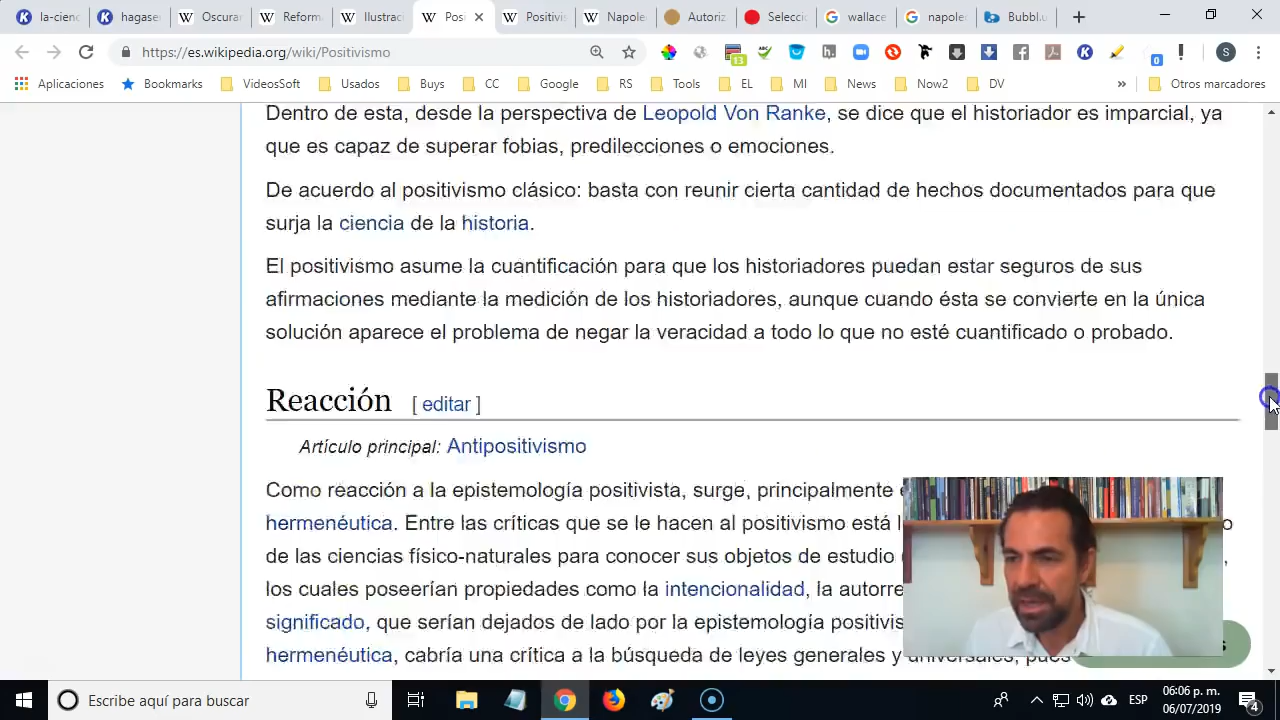 la-cienc
hagaser
Oscurar
Reform
Ilustraci
Posi
Positivis
Napole
Autoriz
Selecció
wallace
napoleo
Bubblu
https://es.wikipedia.org/wiki/Positivismo
13
0
S
Aplicaciones
Bookmarks
VideoSoft
Usados
Buys
CC
Google
RS
Tools
EL
MI
News
Now2
DV
»
Otros marcadores
Dentro de esta, desde la perspectiva de Leopold Von Ranke, se dice que el historiador es imparcial, ya
que es capaz de superar fobias, predilecciones o emociones.
De acuerdo al positivismo clásico: basta con reunir cierta cantidad de hechos documentados para que
surja la ciencia de la historia.
El positivismo asume la cuantificación para que los historiadores puedan estar seguros de sus
afirmaciones mediante la medición de los historiadores, aunque cuando ésta se convierte en la única
solución aparece el problema de negar la veracidad a todo lo que no esté cuantificado o probado.
Reacción [ editar ]
Artículo principal: Antipositivismo
Como reacción a la epistemología positivista, surge, principalmente
hermenéutica. Entre las críticas que se le hacen al positivismo está
de las ciencias físico-naturales para conocer sus objetos de estudio
los cuales poseerían propiedades como la intencionalidad, la autorre
significado, que serían dejados de lado por la epistemología positivis
hermenéutica, cabría una crítica a la búsqueda de leyes generales y universales, pues
Escribe aquí para buscar
ESP
06:06 p. m.
06/07/2019
4